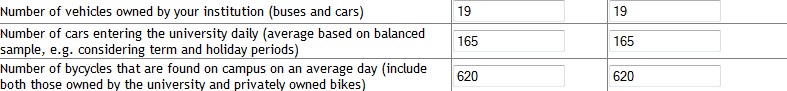 Number of vehicles owned by your institution (buses and cars) 19 19
Number of cars entering the university daily (average based on balanced
sample, e.g. considering term and holiday periods) 165 165
Number of bycycles that are found on campus on an average day (include
both those owned by the university and privately owned bikes) 620 620